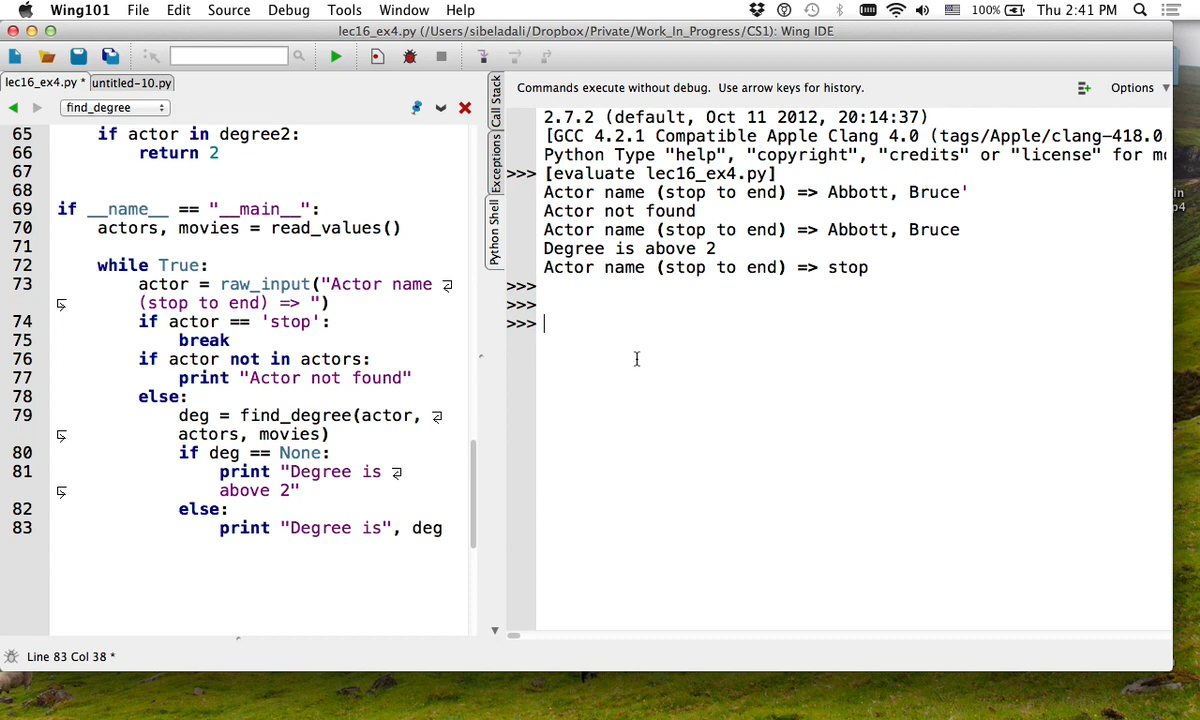 Wing101 File Edit Source Debug Tools Window Help 100% Thu 2:41 PM
lec16_ex4.py (/Users/sibeladali/Dropbox/Private/Work_In_Progress/CS1): Wing IDE
lec16_ex4.py * untitled-10.py
find_degree
65 if actor in degree2:
66 return 2
67
68
69 if __name__ == "__main__":
70 actors, movies = read_values()
71
72 while True:
73 actor = raw_input("Actor name
(stop to end) => ")
74 if actor == 'stop':
75 break
76 if actor not in actors:
77 print "Actor not found"
78 else:
79 deg = find_degree(actor,
actors, movies)
80 if deg == None:
81 print "Degree is
above 2"
82 else:
83 print "Degree is", deg
Line 83 Col 38 *
Call Stack
Exceptions
Python Shell
Commands execute without debug. Use arrow keys for history.
Options
2.7.2 (default, Oct 11 2012, 20:14:37)
[GCC 4.2.1 Compatible Apple Clang 4.0 (tags/Apple/clang-418.0
Python Type "help", "copyright", "credits" or "license" for
>>> [evaluate lec16_ex4.py]
Actor name (stop to end) => Abbott, Bruce'
Actor not found
Actor name (stop to end) => Abbott, Bruce
Degree is above 2
Actor name (stop to end) => stop
>>>
>>>
>>>